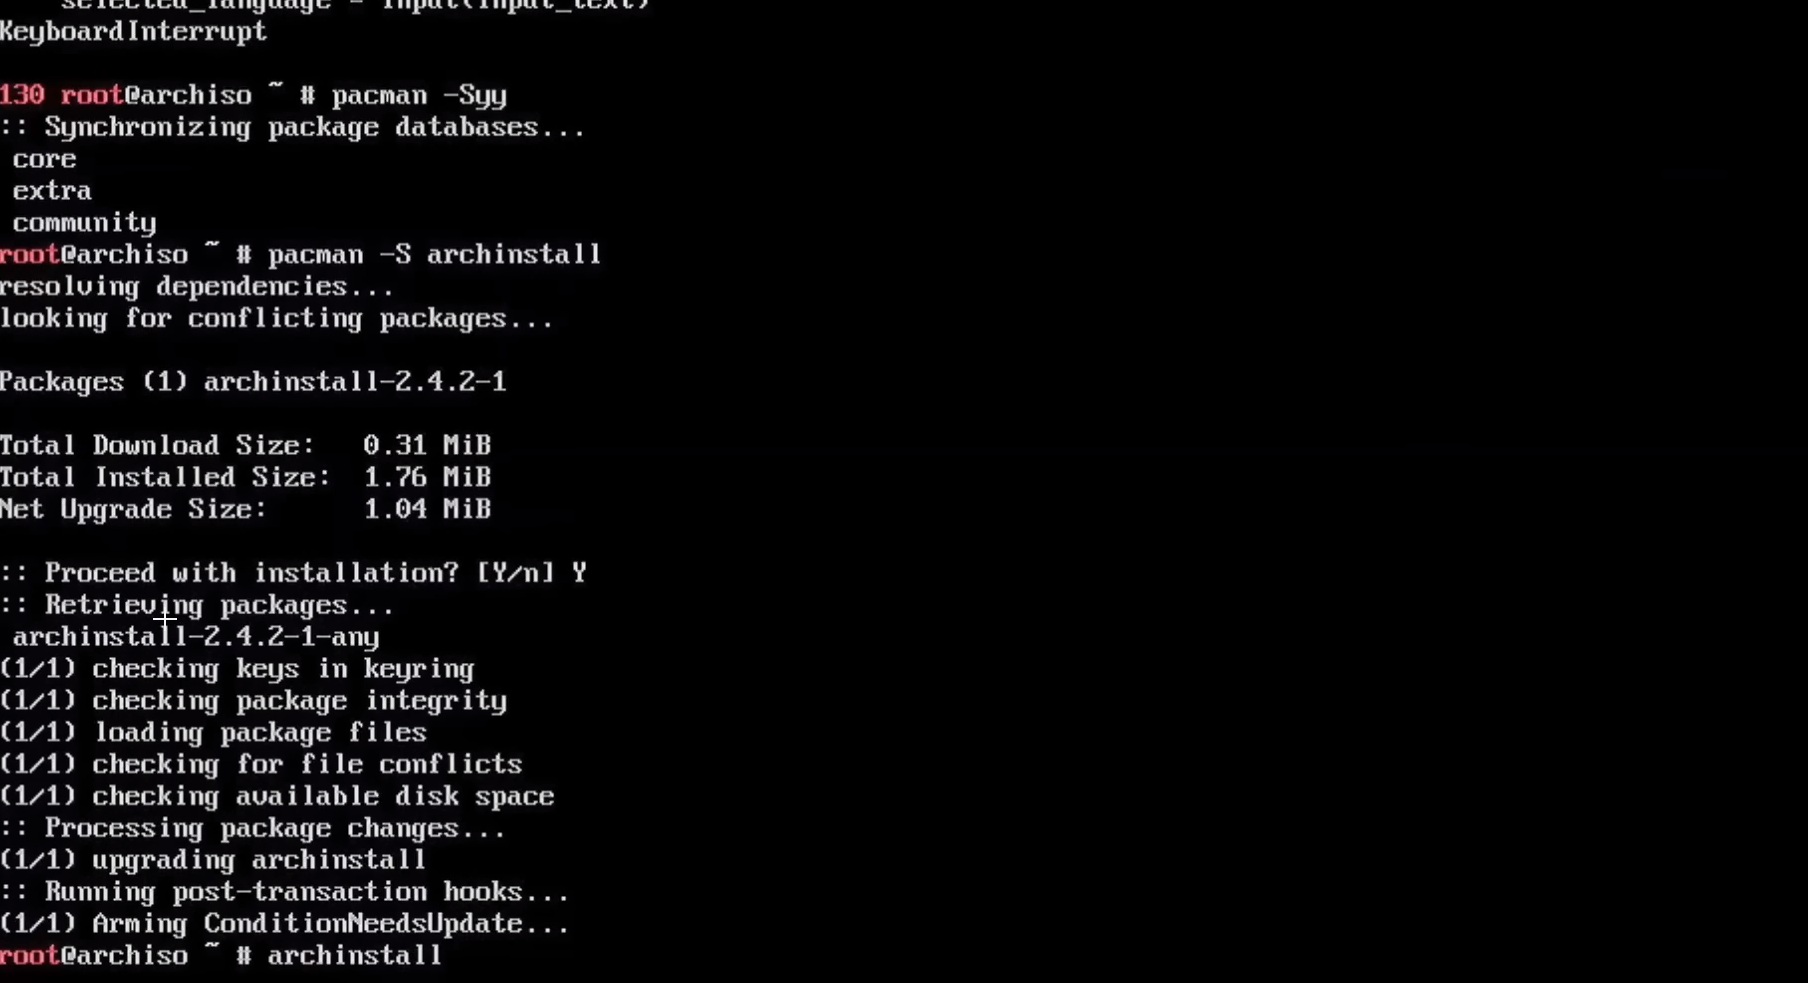 selected_language = input(input_text)
KeyboardInterrupt
130 root@archiso ~ # pacman -Syy
:: Synchronizing package databases...
core
extra
community
root@archiso ~ # pacman -S archinstall
resolving dependencies...
looking for conflicting packages...
Packages (1) archinstall-2.4.2-1
Total Download Size: 0.31 MiB
Total Installed Size: 1.76 MiB
Net Upgrade Size: 1.04 MiB
:: Proceed with installation? [Y/n] Y
:: Retrieving packages...
archinstall-2.4.2-1-any
(1/1) checking keys in keyring
(1/1) checking package integrity
(1/1) loading package files
(1/1) checking for file conflicts
(1/1) checking available disk space
:: Processing package changes...
(1/1) upgrading archinstall
:: Running post-transaction hooks...
(1/1) Arming ConditionNeedsUpdate...
root@archiso ~ # archinstall